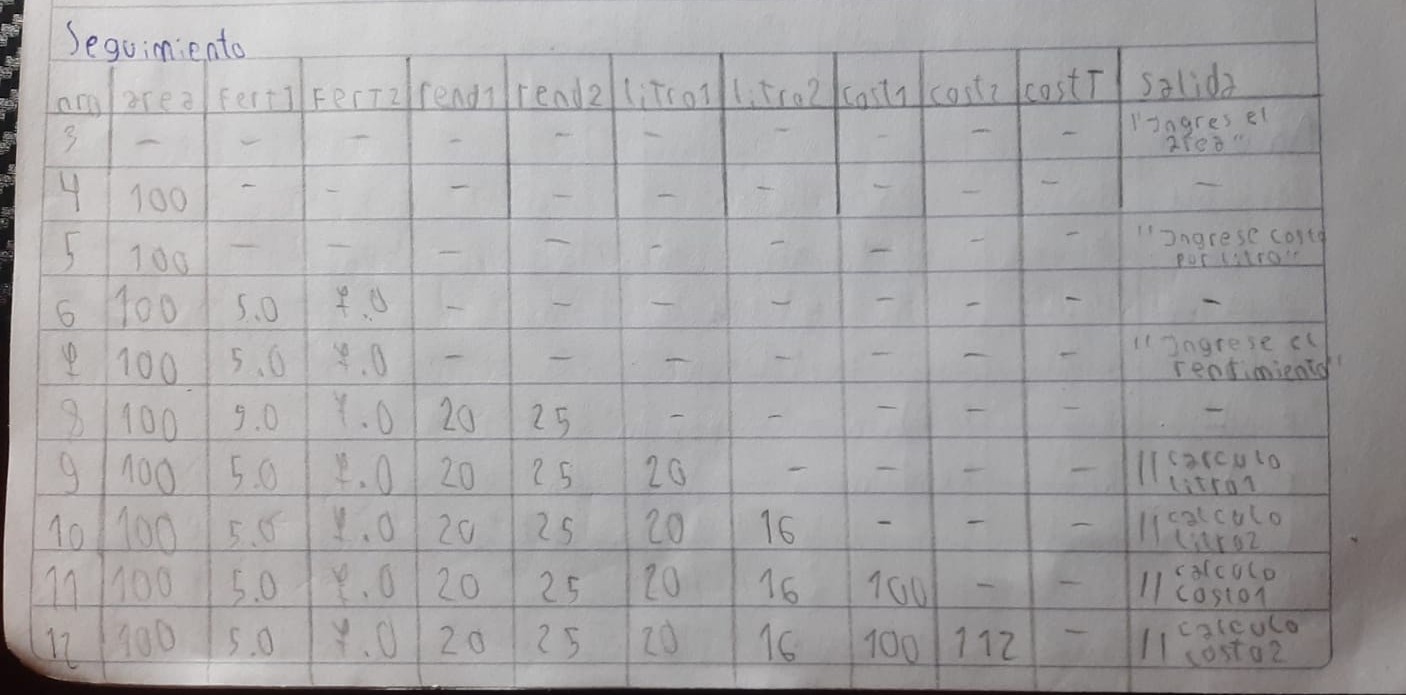 Seguimiento
nro area Fert1 FerT2 rend1 rend2 liTro1 liTro2 Cost1 cost2 costT Salida
3 - - - - - - - - - - "Ingres el
area"
4 100 - - - - - - - - - -
5 100 - - - - - - - - - "Ingrese costo
por litro"
6 100 5.0 7.0 - - - - - - - -
7 100 5.0 7.0 - - - - - - - "Ingrese el
rentimiento"
8 100 5.0 7.0 20 25 - - - - - -
9 100 5.0 7.0 20 25 20 - - - - // calculo
litro1
10 100 5.0 7.0 20 25 20 16 - - - // calculo
litro2
11 100 5.0 7.0 20 25 20 16 100 - - // calculo
costo1
12 100 5.0 7.0 20 25 20 16 100 112 - // calculo
costo2